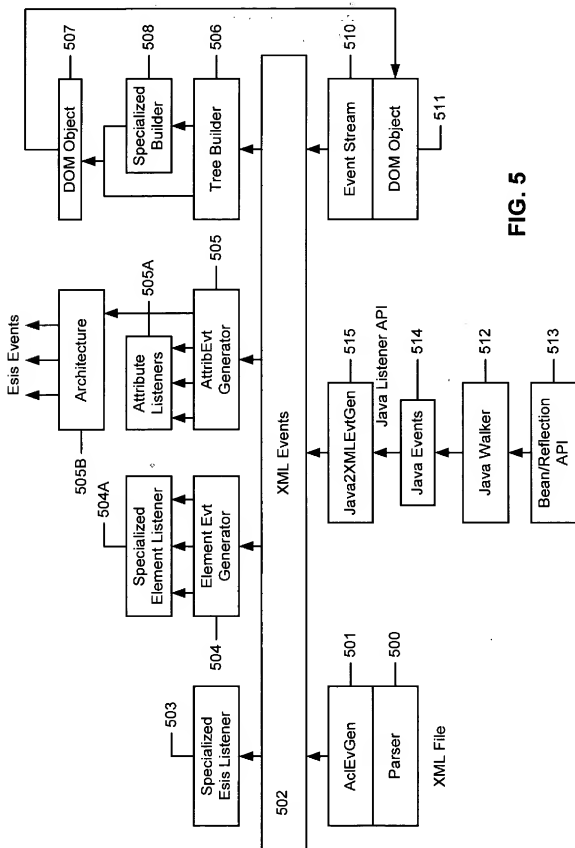 Esis Events
DOM Object
507
Architecture
505B
Specialized
Builder
508
Attribute
Listeners
505A
504A
Specialized
Element Listener
Specialized
Esis Listener
503
Element Evt
Generator
504
AttribEvt
Generator
505
Tree Builder
506
502
XML Events
AclEvGen
501
Parser
500
XML File
Java2XMLEvtGen
515
Java Listener API
Java Events
514
Java Walker
512
Bean/Reflection
API
513
Event Stream
510
DOM Object
511
FIG. 5